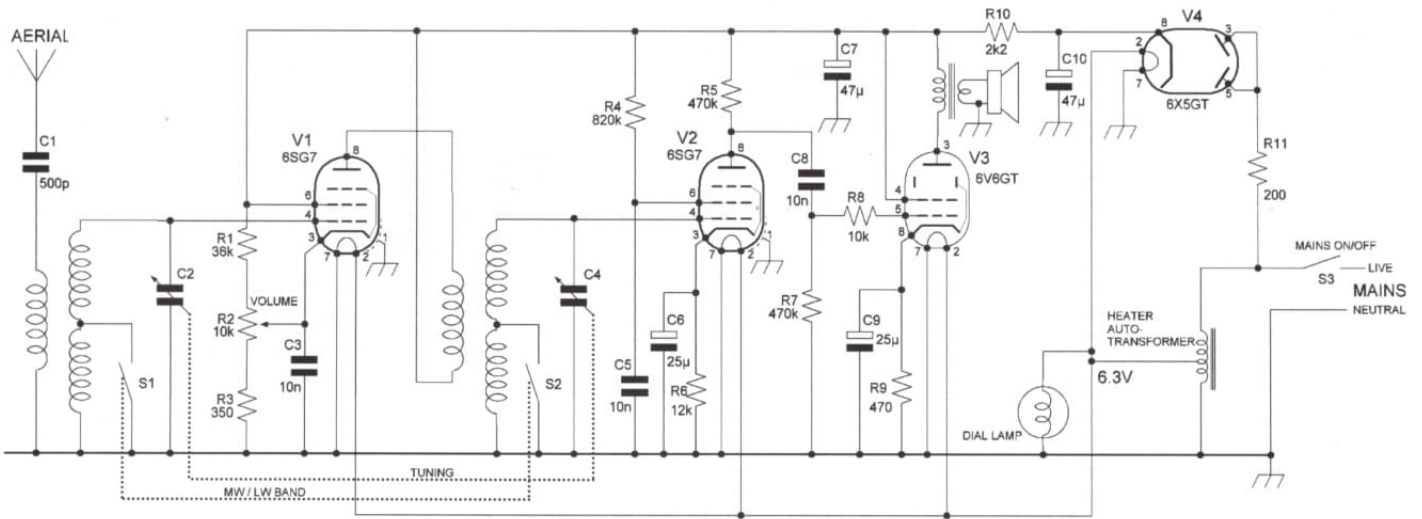 AERIAL
C1
500p
C2
R1
36k
R2
10k
VOLUME
R3
350
C3
10n
S1
V1
6SG7
8
6
4
3
1
7
2
TUNING
MW / LW BAND
C4
S2
R4
820k
R5
470k
V2
6SG7
8
6
4
3
1
7
2
C5
10n
C6
25µ
R6
12k
C7
47µ
C8
10n
R7
470k
R8
10k
V3
6V6GT
3
4
5
8
7
2
C9
25µ
R9
470
R10
2k2
C10
47µ
V4
6X5GT
8
3
2
7
5
R11
200
MAINS ON/OFF
S3
LIVE
MAINS
NEUTRAL
HEATER
AUTO-
TRANSFORMER
6.3V
DIAL LAMP